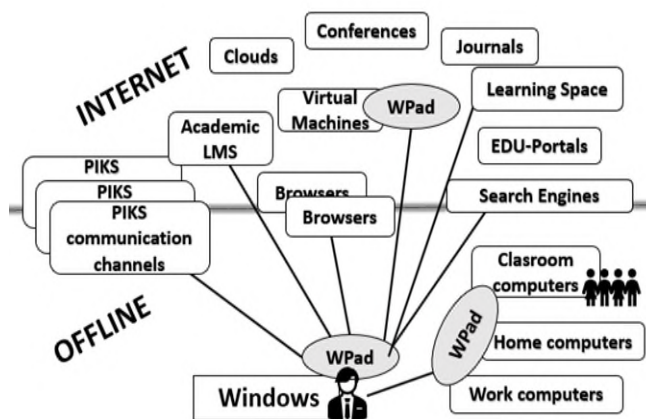 INTERNET
Clouds
Conferences
Journals
Virtual
Machines
WPad
Learning Space
Academic
LMS
EDU-Portals
PIKS
PIKS
PIKS
communication
channels
Browsers
Browsers
Search Engines
OFFLINE
Clasroom
computers
WPad
WPad
Home computers
Windows
Work computers